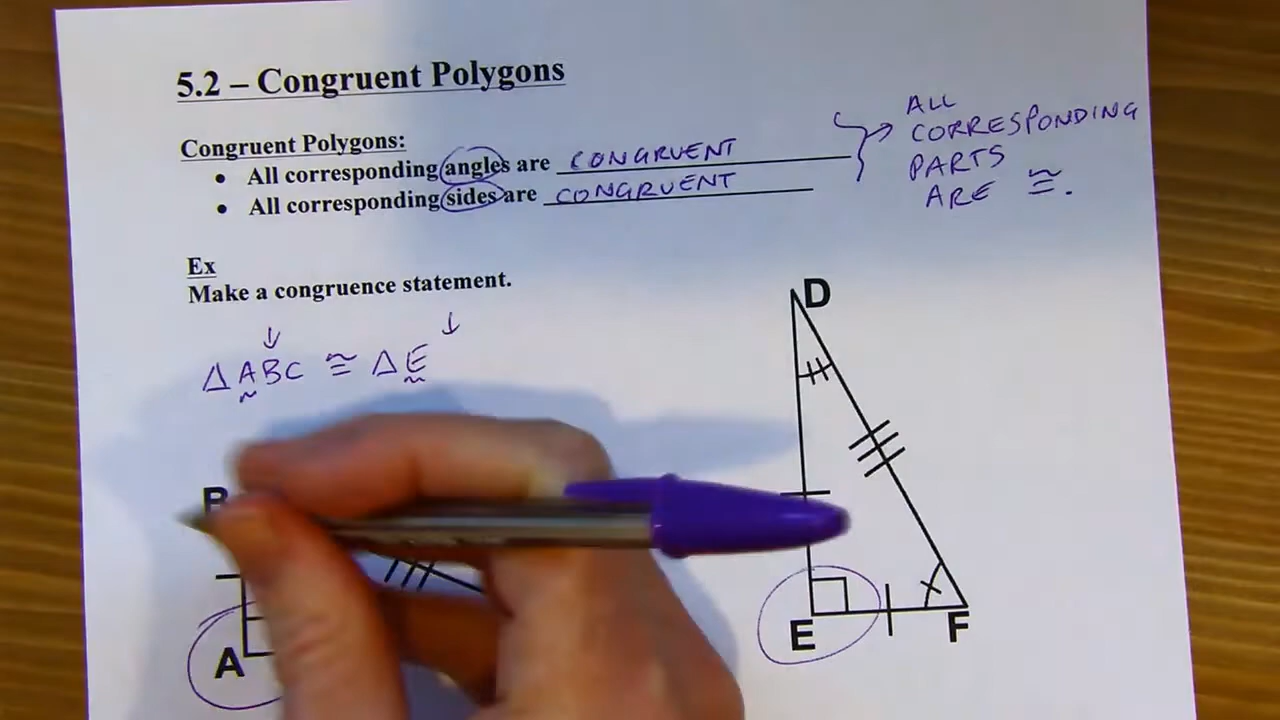 5.2 – Congruent Polygons
Congruent Polygons:
• All corresponding angles are CONGRUENT
• All corresponding sides are CONGRUENT
ALL
CORRESPONDING
PARTS
ARE ≅.
Ex
Make a congruence statement.
Δ ABC ≅ Δ E
D
B
A
E
F